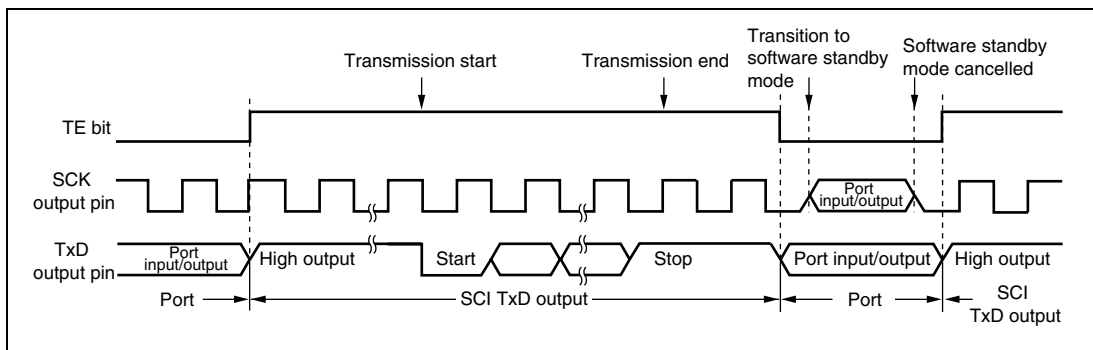 Transmission start
Transmission end
Transition to
software standby
mode
Software standby
mode cancelled
TE bit
SCK
output pin
Port
input/output
TxD
output pin
Port
input/output
High output
Start
Stop
Port input/output
High output
Port
SCI TxD output
Port
SCI
TxD output